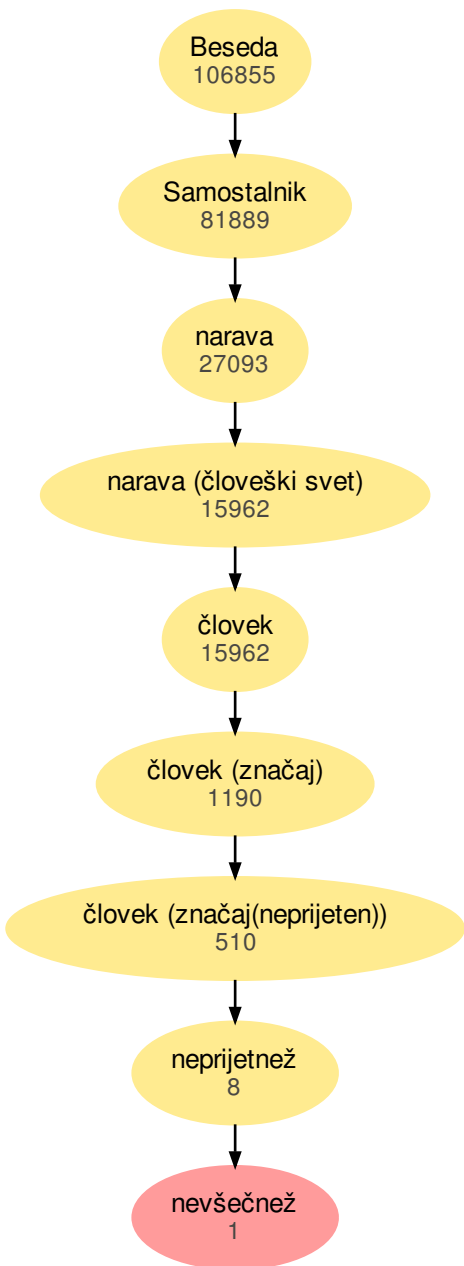 Beseda
106855
Samostalnik
81889
narava
27093
narava (človeški svet)
15962
človek
15962
človek (značaj)
1190
človek (značaj(neprijeten))
510
neprijetnež
8
nevšečnež
1